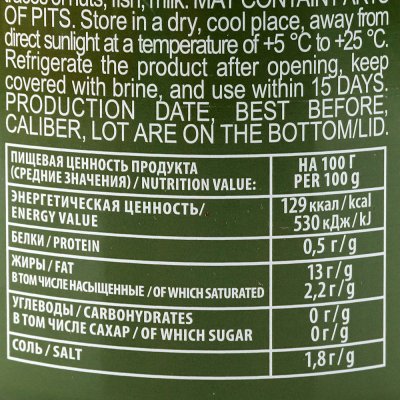 traces of nuts, fish, milk. MAY CONTAIN PARTS
OF PITS. Store in a dry, cool place, away from
direct sunlight at a temperature of +5 °C to +25 °C.
Refrigerate the product after opening, keep
covered with brine, and use within 15 DAYS.
PRODUCTION DATE, BEST BEFORE,
CALIBER, LOT ARE ON THE BOTTOM/LID.
ПИЩЕВАЯ ЦЕННОСТЬ ПРОДУКТА
(СРЕДНИЕ ЗНАЧЕНИЯ) / NUTRITION VALUE:
НА 100 Г
PER 100 g
ЭНЕРГЕТИЧЕСКАЯ ЦЕННОСТЬ/
ENERGY VALUE
129 ккал/kcal
530 кДж/kJ
БЕЛКИ / PROTEIN
0,5 г/g
ЖИРЫ / FAT
13 г/g
В ТОМ ЧИСЛЕ НАСЫЩЕННЫЕ / OF WHICH SATURATED
2,2 г/g
УГЛЕВОДЫ / CARBOHYDRATES
0 г/g
В ТОМ ЧИСЛЕ САХАР / OF WHICH SUGAR
0 г/g
СОЛЬ / SALT
1,8 г/g